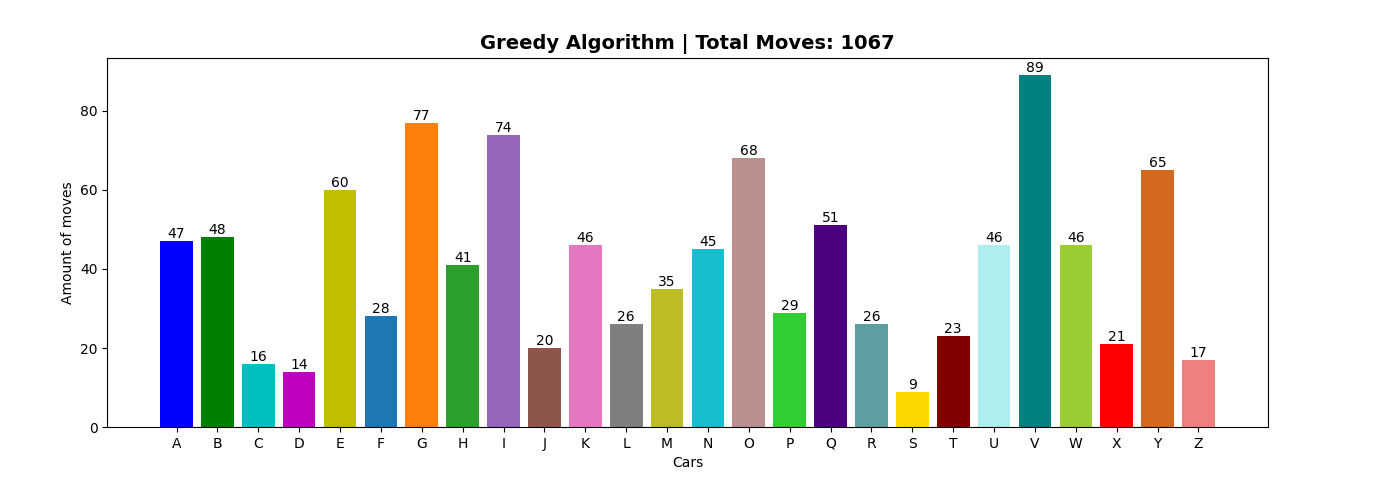 Greedy Algorithm | Total Moves: 1067
Amount of moves
80
60
40
20
0
47 48 16 14 60 28 77 41 74 20 46 26 35 45 68 29 51 26 9 23 46 89 46 21 65 17
A B C D E F G H I J K L M N O P Q R S T U V W X Y Z
Cars